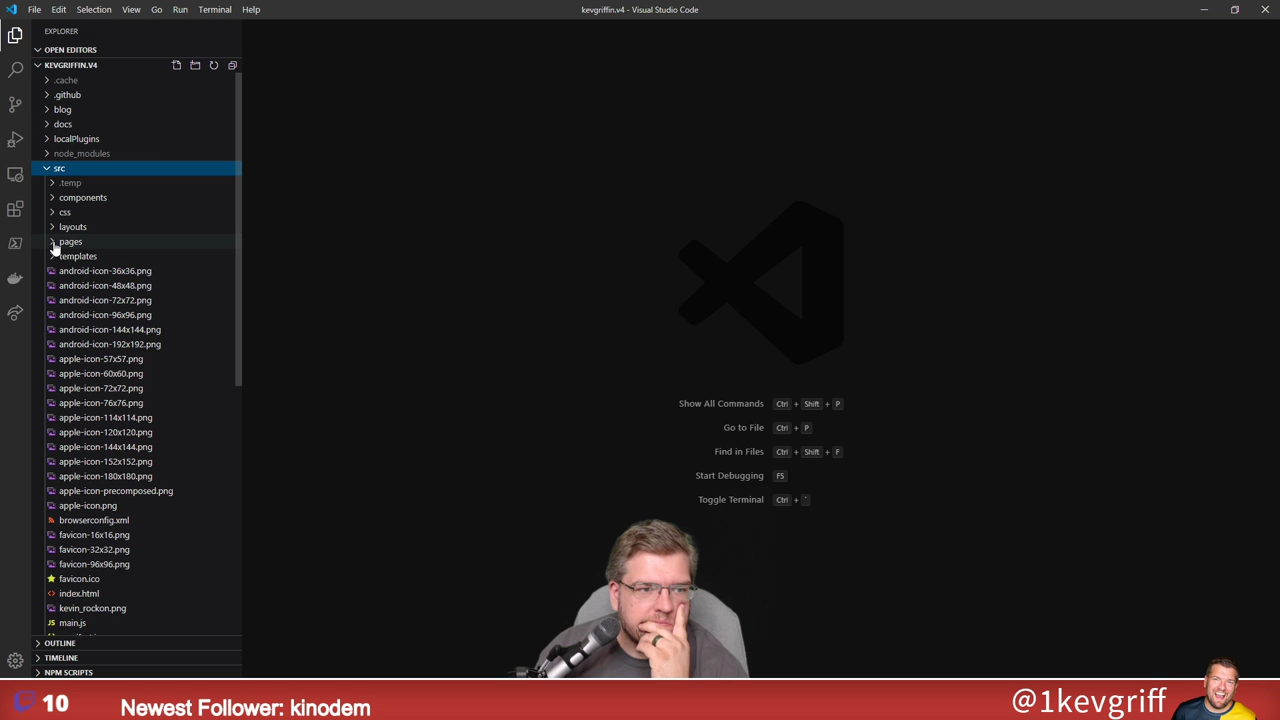 File Edit Selection View Go Run Terminal Help
kevgriffin.v4 - Visual Studio Code
EXPLORER
OPEN EDITORS
KEVGRIFFIN.V4
.cache
.github
blog
docs
localPlugins
node_modules
src
.temp
components
css
layouts
pages
templates
android-icon-36x36.png
android-icon-48x48.png
android-icon-72x72.png
android-icon-96x96.png
android-icon-144x144.png
android-icon-192x192.png
apple-icon-57x57.png
apple-icon-60x60.png
apple-icon-72x72.png
apple-icon-76x76.png
apple-icon-114x114.png
apple-icon-120x120.png
apple-icon-144x144.png
apple-icon-152x152.png
apple-icon-180x180.png
apple-icon-precomposed.png
apple-icon.png
browserconfig.xml
favicon-16x16.png
favicon-32x32.png
favicon-96x96.png
favicon.ico
index.html
kevin_rockon.png
JS main.js
OUTLINE
TIMELINE
NPM SCRIPTS
Show All Commands Ctrl + Shift + P
Go to File Ctrl + P
Find in Files Ctrl + Shift + F
Start Debugging F5
Toggle Terminal Ctrl + `
10
Newest Follower: kinodem
@1kevgriff